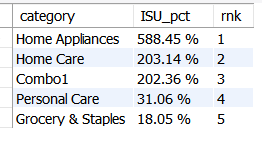 category ISU_pct rnk
Home Appliances 588.45 % 1
Home Care 203.14 % 2
Combo1 202.36 % 3
Personal Care 31.06 % 4
Grocery & Staples 18.05 % 5